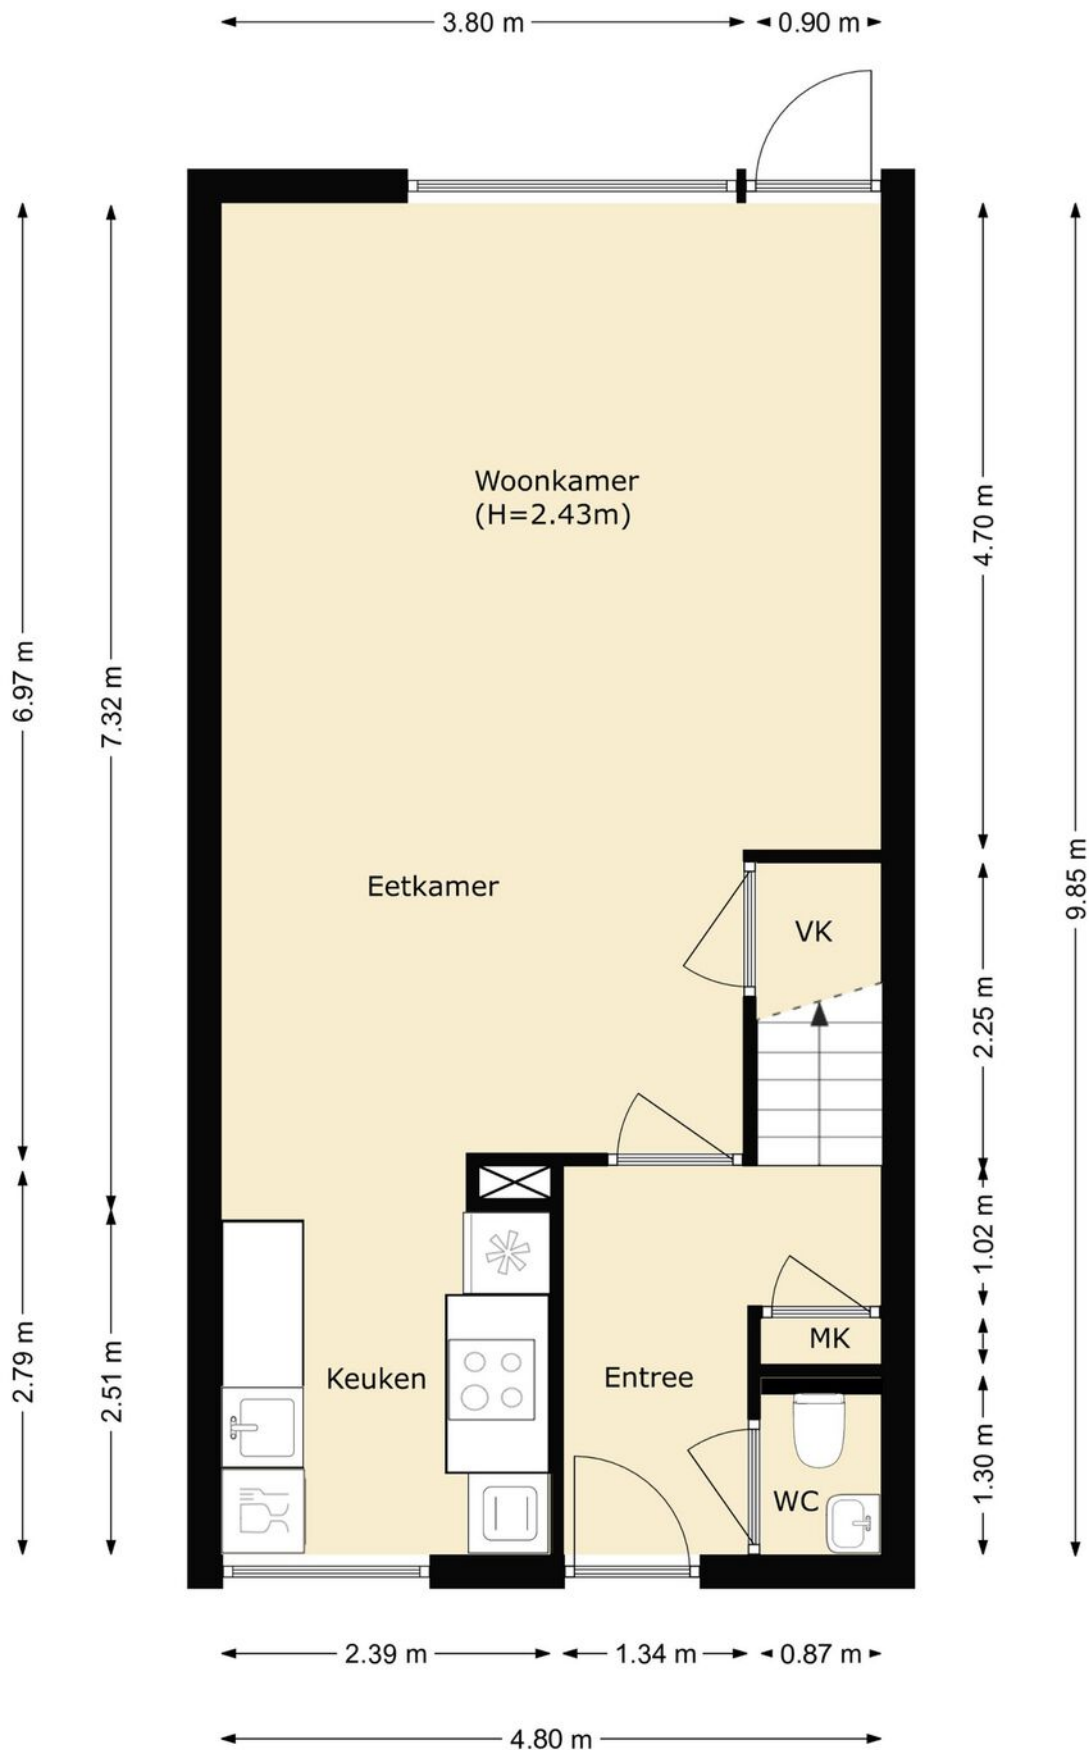 3.80 m
0.90 m
Woonkamer
(H=2.43m)
4.70 m
6.97 m
7.32 m
9.85 m
Eetkamer
VK
2.25 m
1.02 m
MK
2.79 m
2.51 m
Keuken
Entree
1.30 m
WC
2.39 m
1.34 m
0.87 m
4.80 m